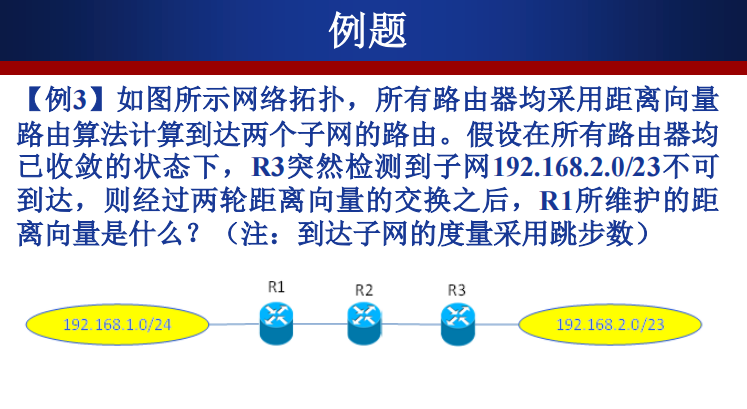 例题
【例3】如图所示网络拓扑，所有路由器均采用距离向量
路由算法计算到达两个子网的路由。假设在所有路由器均
已收敛的状态下，R3突然检测到子网192.168.2.0/23不可
到达，则经过两轮距离向量的交换之后，R1所维护的距
离向量是什么？（注：到达子网的度量采用跳步数）
R1
R2
R3
192.168.1.0/24
192.168.2.0/23